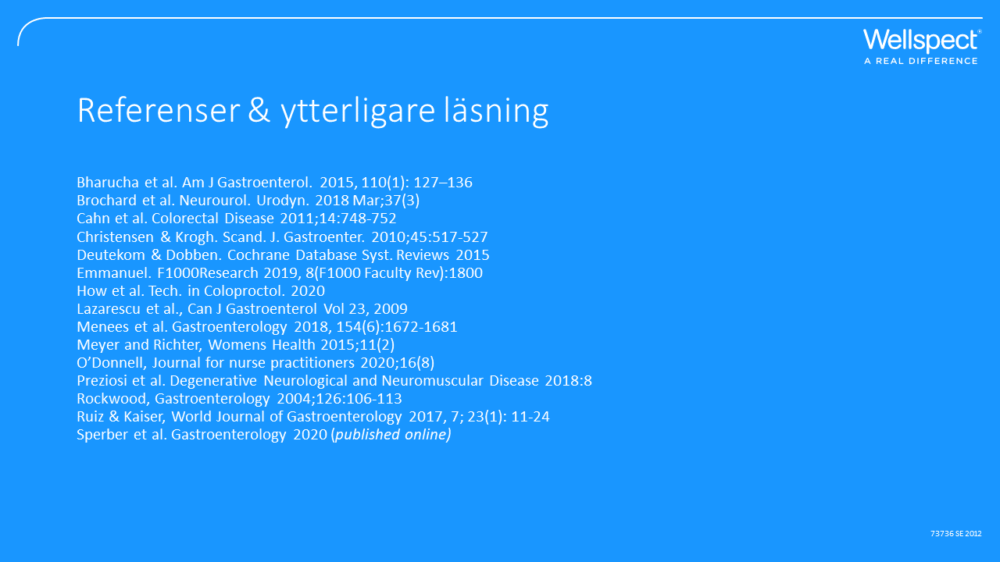 Wellspect®
A REAL DIFFERENCE
Referenser & ytterligare läsning
Bharucha et al. Am J Gastroenterol. 2015, 110(1): 127–136
Brochard et al. Neurourol. Urodyn. 2018 Mar;37(3)
Cahn et al. Colorectal Disease 2011;14:748-752
Christensen & Krogh. Scand. J. Gastroenter. 2010;45:517-527
Deutekom & Dobben. Cochrane Database Syst. Reviews 2015
Emmanuel. F1000Research 2019, 8(F1000 Faculty Rev):1800
How et al. Tech. in Coloproctol. 2020
Lazarescu et al., Can J Gastroenterol Vol 23, 2009
Menees et al. Gastroenterology 2018, 154(6):1672-1681
Meyer and Richter, Womens Health 2015;11(2)
O’Donnell, Journal for nurse practitioners 2020;16(8)
Preziosi et al. Degenerative Neurological and Neuromuscular Disease 2018:8
Rockwood, Gastroenterology 2004;126:106-113
Ruiz & Kaiser, World Journal of Gastroenterology 2017, 7; 23(1): 11-24
Sperber et al. Gastroenterology 2020 (published online)
73736 SE 2012